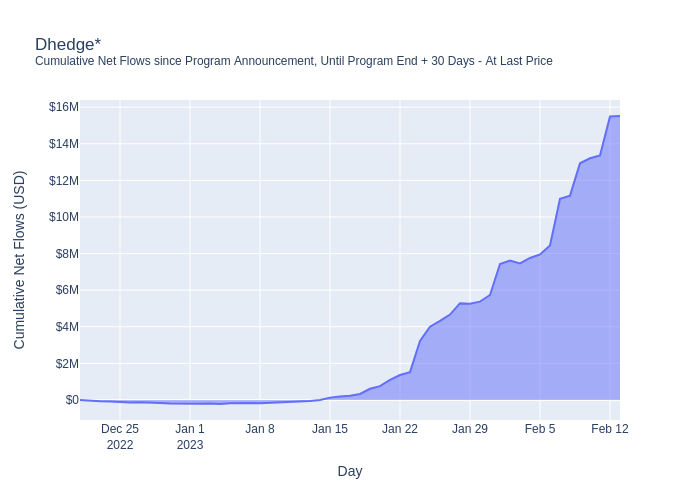 Dhedge*
Cumulative Net Flows since Program Announcement, Until Program End + 30 Days - At Last Price
Cumulative Net Flows (USD)
$16M
$14M
$12M
$10M
$8M
$6M
$4M
$2M
$0
Dec 25 Jan 1 Jan 8 Jan 15 Jan 22 Jan 29 Feb 5 Feb 12
2022 2023
Day